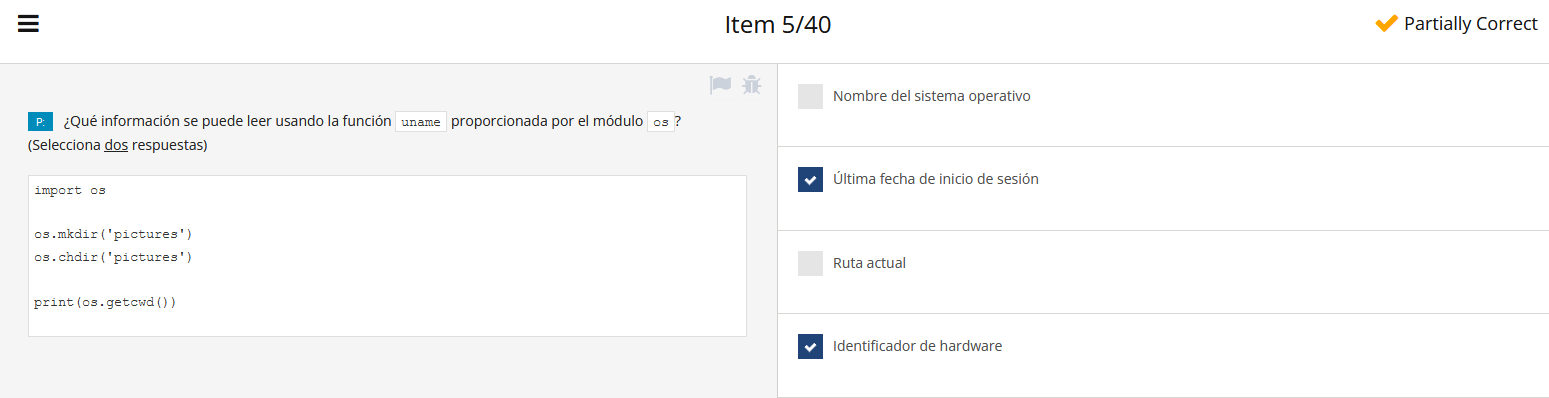 Item 5/40
Partially Correct
P: ¿Qué información se puede leer usando la función uname proporcionada por el módulo os?
(Selecciona dos respuestas)
import os
os.mkdir('pictures')
os.chdir('pictures')
print(os.getcwd())
Nombre del sistema operativo
Última fecha de inicio de sesión
Ruta actual
Identificador de hardware